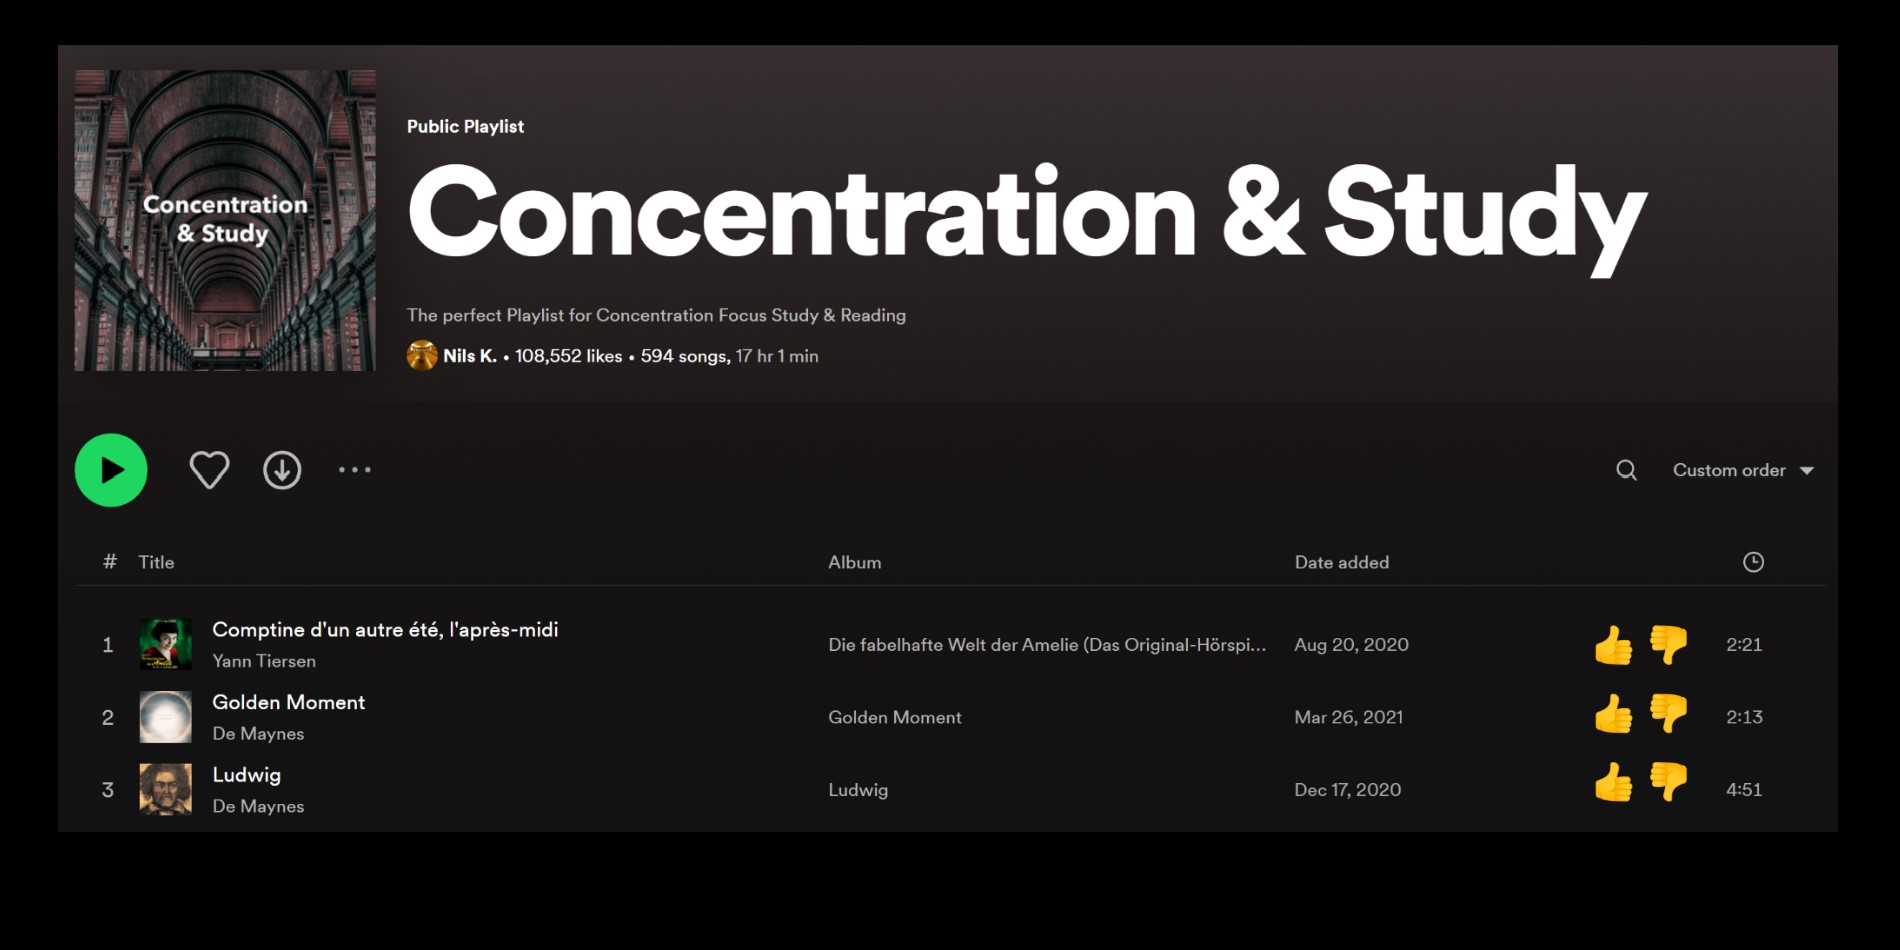 Concentration
& Study
Public Playlist
Concentration & Study
The perfect Playlist for Concentration Focus Study & Reading
Nils K. • 108,552 likes • 594 songs, 17 hr 1 min
Custom order
# Title Album Date added
1 Comptine d'un autre été, l'après-midi
Yann Tiersen
Die fabelhafte Welt der Amelie (Das Original-Hörspi... Aug 20, 2020 2:21
2 Golden Moment
De Maynes
Golden Moment Mar 26, 2021 2:13
3 Ludwig
De Maynes
Ludwig Dec 17, 2020 4:51